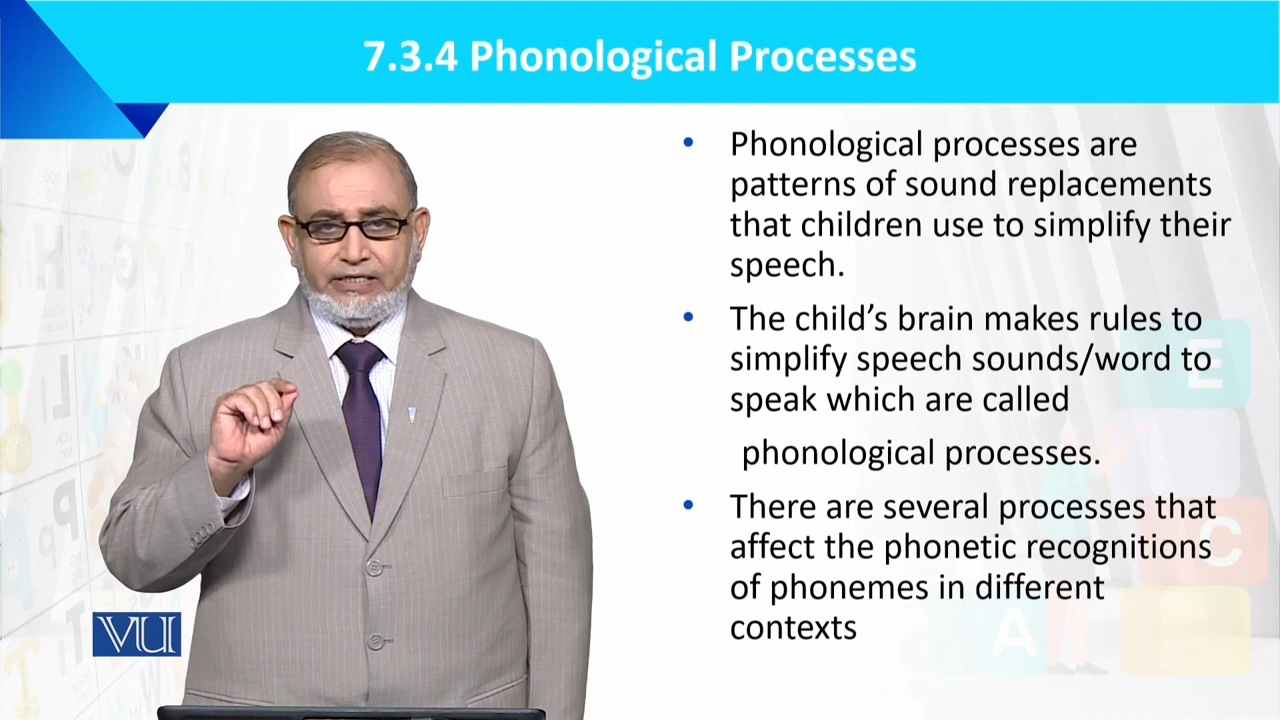 7.3.4 Phonological Processes
• Phonological processes are
patterns of sound replacements
that children use to simplify their
speech.
• The child’s brain makes rules to
simplify speech sounds/word to
speak which are called
phonological processes.
• There are several processes that
affect the phonetic recognitions
of phonemes in different
contexts
VU
E
C
A